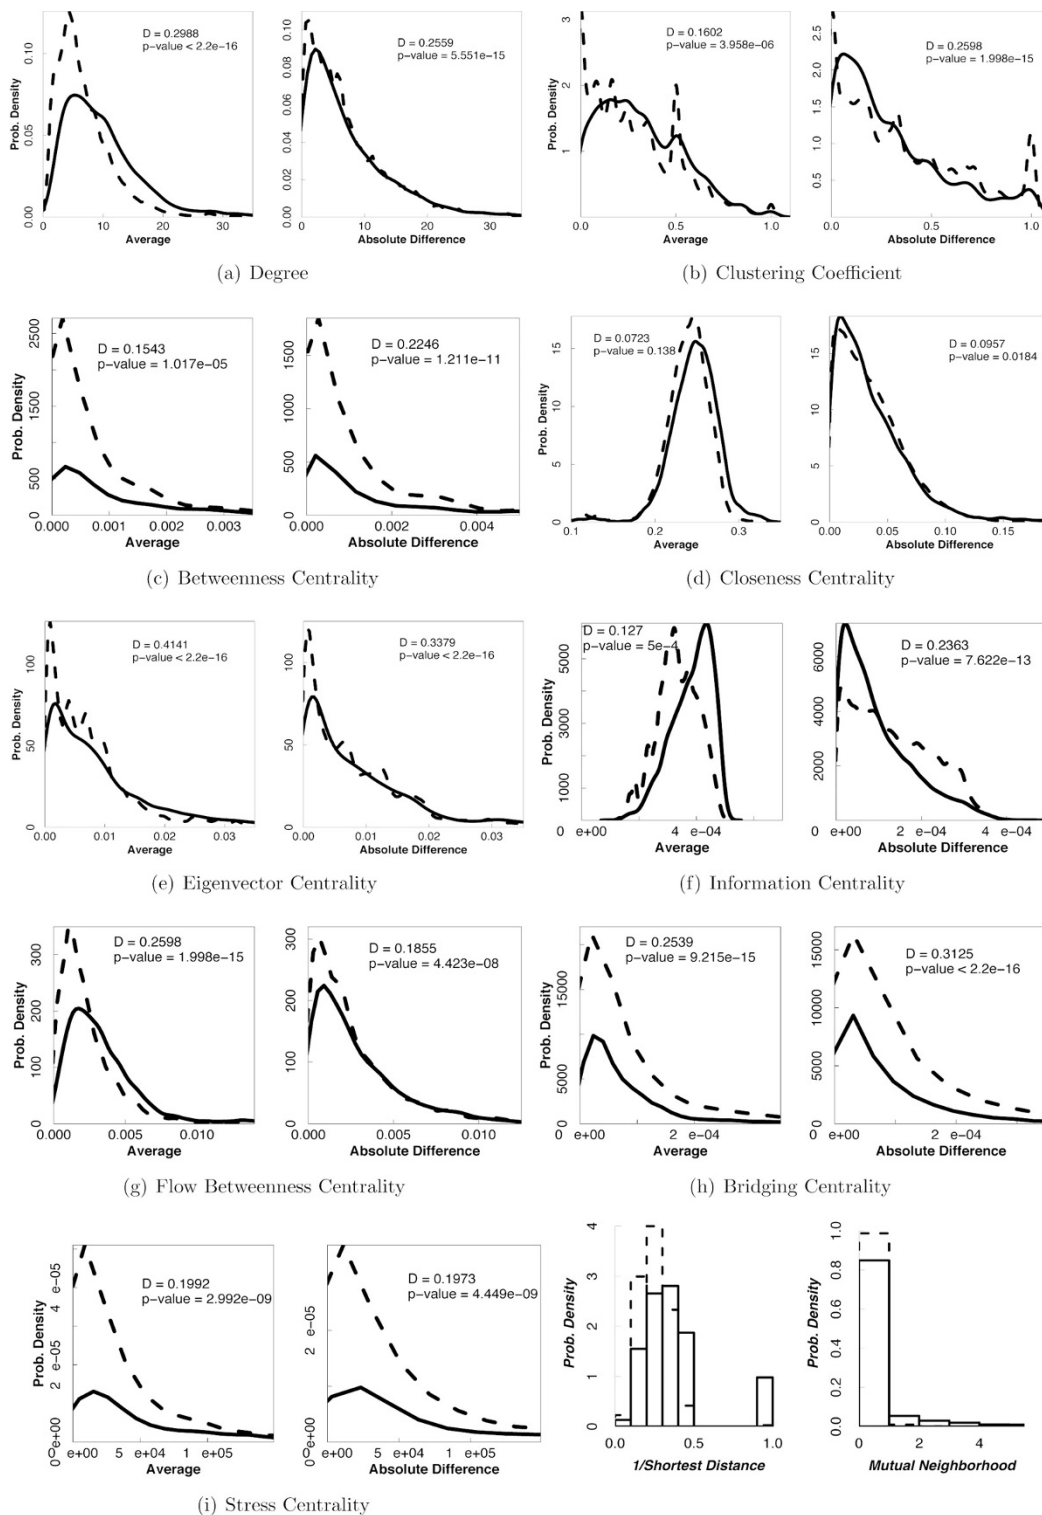 Prob. Density
0.00 0.05 0.10
D = 0.2988
p-value < 2.2e-16
0 10 20 30
Average
0.00 0.02 0.04 0.06 0.08 0.10
D = 0.2559
p-value = 5.551e-15
0 10 20 30
Absolute Difference
(a) Degree
Prob. Density
1 2 3
D = 0.1602
p-value = 3.958e-06
0.0 0.5 1.0
Average
0.5 1.0 1.5 2.0 2.5
D = 0.2598
p-value = 1.998e-15
0.0 0.5 1.0
Absolute Difference
(b) Clustering Coefficient
Prob. Density
0 500 1500 2500
D = 0.1543
p-value = 1.017e-05
0.000 0.001 0.002 0.003
Average
0 500 1000 1500
D = 0.2246
p-value = 1.211e-11
0.000 0.002 0.004
Absolute Difference
(c) Betweenness Centrality
Prob. Density
0 5 10 15
D = 0.0723
p-value = 0.138
0.1 0.2 0.3
Average
0 5 10 15
D = 0.0957
p-value = 0.0184
0.00 0.05 0.10 0.15
Absolute Difference
(d) Closeness Centrality
Prob. Density
0 50 100
D = 0.4141
p-value < 2.2e-16
0.00 0.01 0.02 0.03
Average
0 50 100
D = 0.3379
p-value < 2.2e-16
0.00 0.01 0.02 0.03
Absolute Difference
(e) Eigenvector Centrality
Prob. Density
0 1000 3000 5000
D = 0.127
p-value = 5e-4
e+00 4 e-04
Average
0 2000 4000 6000
D = 0.2363
p-value = 7.622e-13
e+00 2 e-04 4 e-04
Absolute Difference
(f) Information Centrality
Prob. Density
0 100 200 300
D = 0.2598
p-value = 1.998e-15
0.000 0.005 0.010
Average
0 100 200 300
D = 0.1855
p-value = 4.423e-08
0.000 0.005 0.010
Absolute Difference
(g) Flow Betweenness Centrality
Prob. Density
0 5000 15000
D = 0.2539
p-value = 9.215e-15
e+00 2 e-04
Average
0 5000 10000 15000
D = 0.3125
p-value < 2.2e-16
e+00 2 e-04
Absolute Difference
(h) Bridging Centrality
Prob. Density
0 e+00 2 e-05 4 e-05
D = 0.1992
p-value = 2.992e-09
e+00 5 e+04 1 e+05
Average
0 e+00 2 e-05
D = 0.1973
p-value = 4.449e-09
e+00 5 e+04 1 e+05
Absolute Difference
(i) Stress Centrality
Prob. Density
0 1 2 3 4
0.0 0.5 1.0
1/Shortest Distance
Prob. Density
0.0 0.2 0.4 0.6 0.8 1.0
0 2 4
Mutual Neighborhood